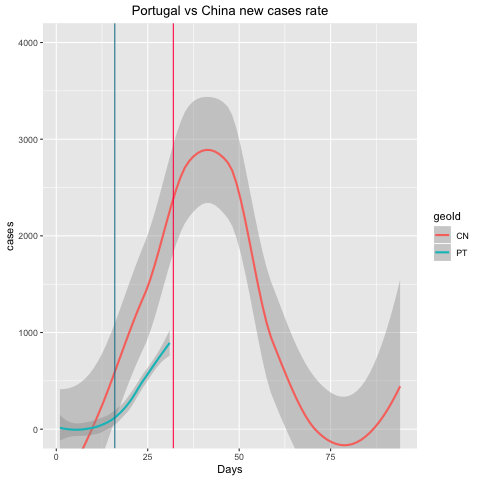 Portugal vs China new cases rate
4000
3000
2000
1000
0
cases
0 25 50 75
Days
geoId
CN
PT